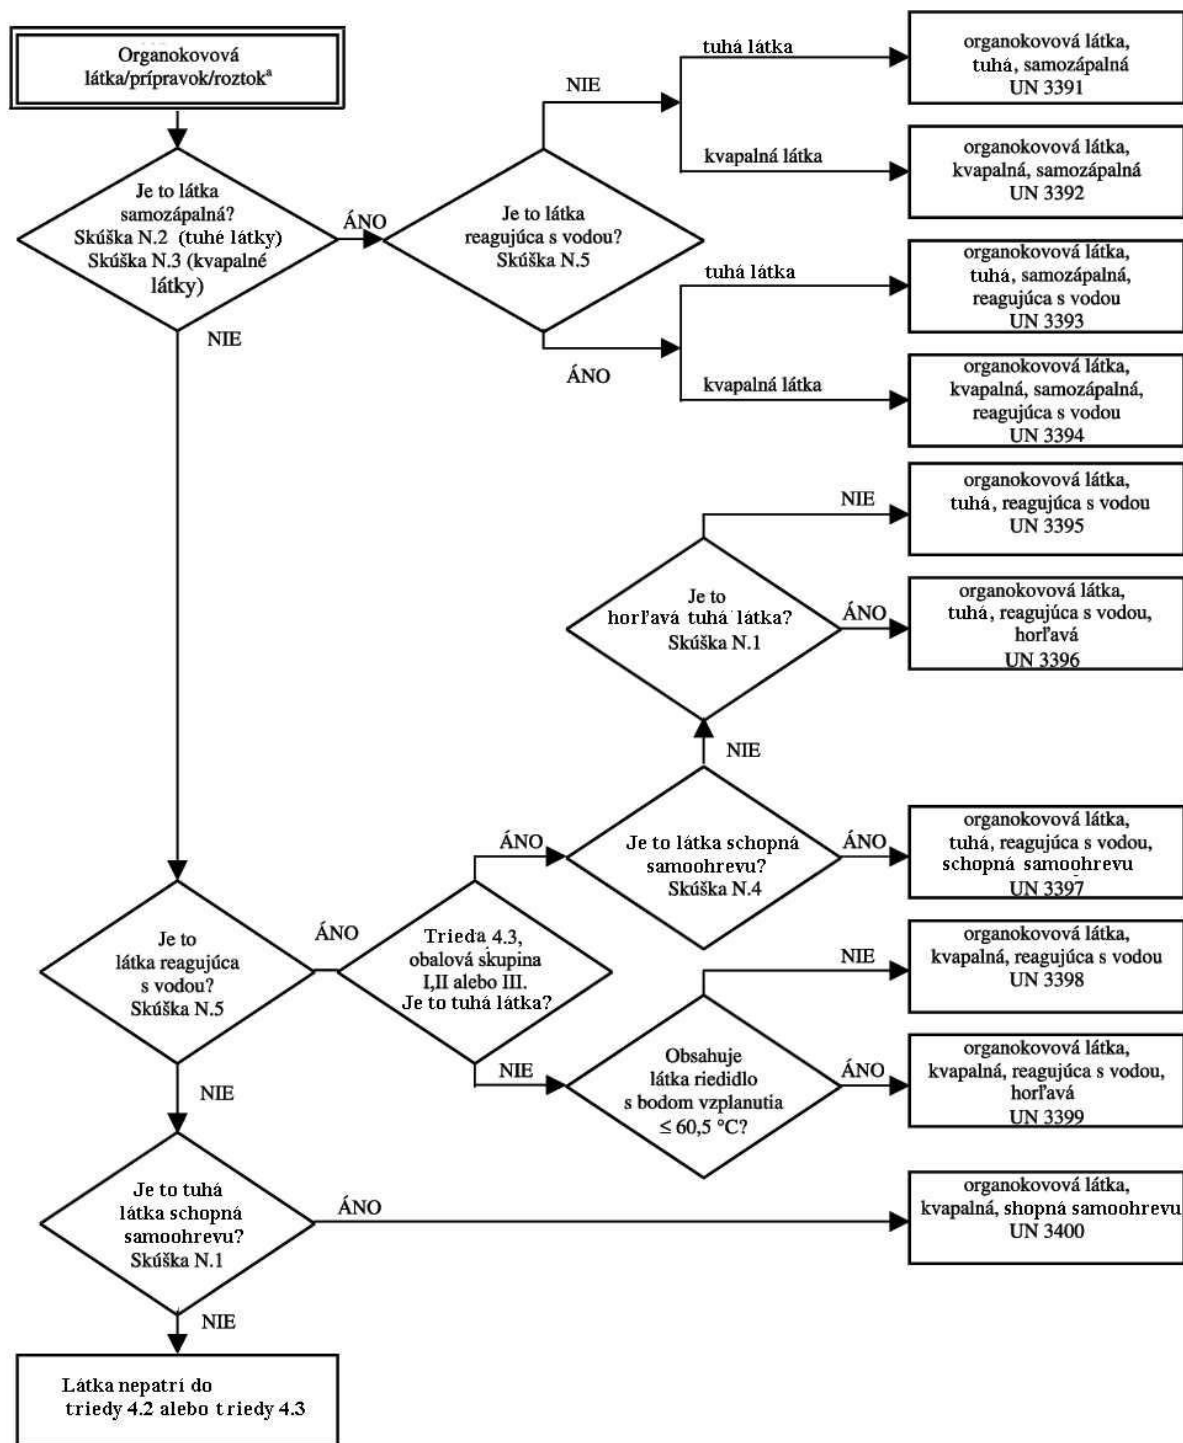 Organokovová
látka/prípravok/roztokª
Je to látka
samozápalná?
Skúška N.2 (tuhé látky)
Skúška N.3 (kvapalné
látky)
ÁNO
NIE
Je to látka
reagujúca s vodou?
Skúška N.5
NIE
tuhá látka
kvapalná látka
organokovová látka,
tuhá, samozápalná
UN 3391
organokovová látka,
kvapalná, samozápalná
UN 3392
ÁNO
tuhá látka
kvapalná látka
organokovová látka,
tuhá, samozápalná,
reagujúca s vodou
UN 3393
organokovová látka,
kvapalná, samozápalná,
reagujúca s vodou
UN 3394
NIE
organokovová látka,
tuhá, reagujúca s vodou
UN 3395
Je to
horľavá tuhá látka?
Skúška N.1
ÁNO
organokovová látka,
tuhá, reagujúca s vodou,
horľavá
UN 3396
NIE
Je to látka schopná
samoohrevu?
Skúška N.4
ÁNO
ÁNO
organokovová látka,
tuhá, reagujúca s vodou,
schopná samoohrevu
UN 3397
Je to
látka reagujúca
s vodou?
Skúška N.5
ÁNO
Trieda 4.3,
obalová skupina
I,II alebo III.
Je to tuhá látka?
NIE
organokovová látka,
kvapalná, reagujúca s vodou
UN 3398
NIE
NIE
Obsahuje
látka riedidlo
s bodom vzplanutia
≤ 60,5 °C?
ÁNO
organokovová látka,
kvapalná, reagujúca s vodou,
horľavá
UN 3399
Je to tuhá
látka schopná
samoohrevu?
Skúška N.1
ÁNO
organokovová látka,
kvapalná, shopná samoohrevu
UN 3400
NIE
Látka nepatrí do
triedy 4.2 alebo triedy 4.3